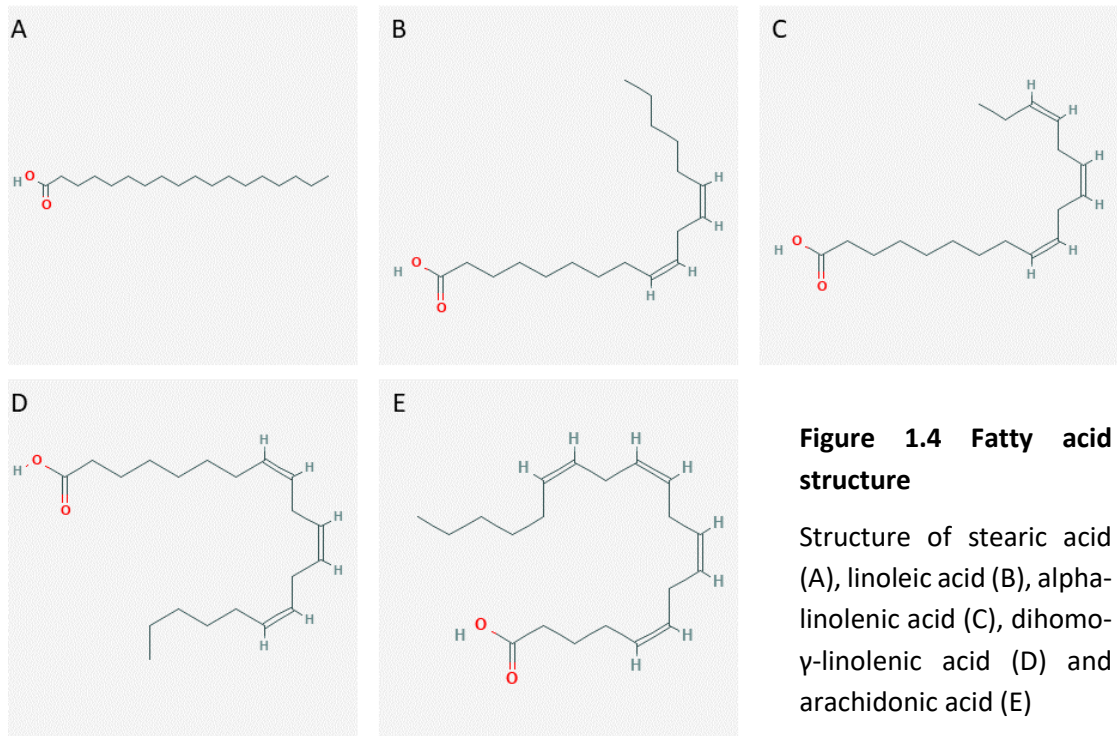 A
B
C
H O
O
H
H
H
H
H O
O
H
H
H
H
H
H
H O
O
H
H
D
E
H O
O
H
H
H
H
H
H
H
H
H
H
H
H
H O
O
H
H
Figure 1.4 Fatty acid
structure
Structure of stearic acid
(A), linoleic acid (B), alpha-
linolenic acid (C), dihomo-
γ-linolenic acid (D) and
arachidonic acid (E)